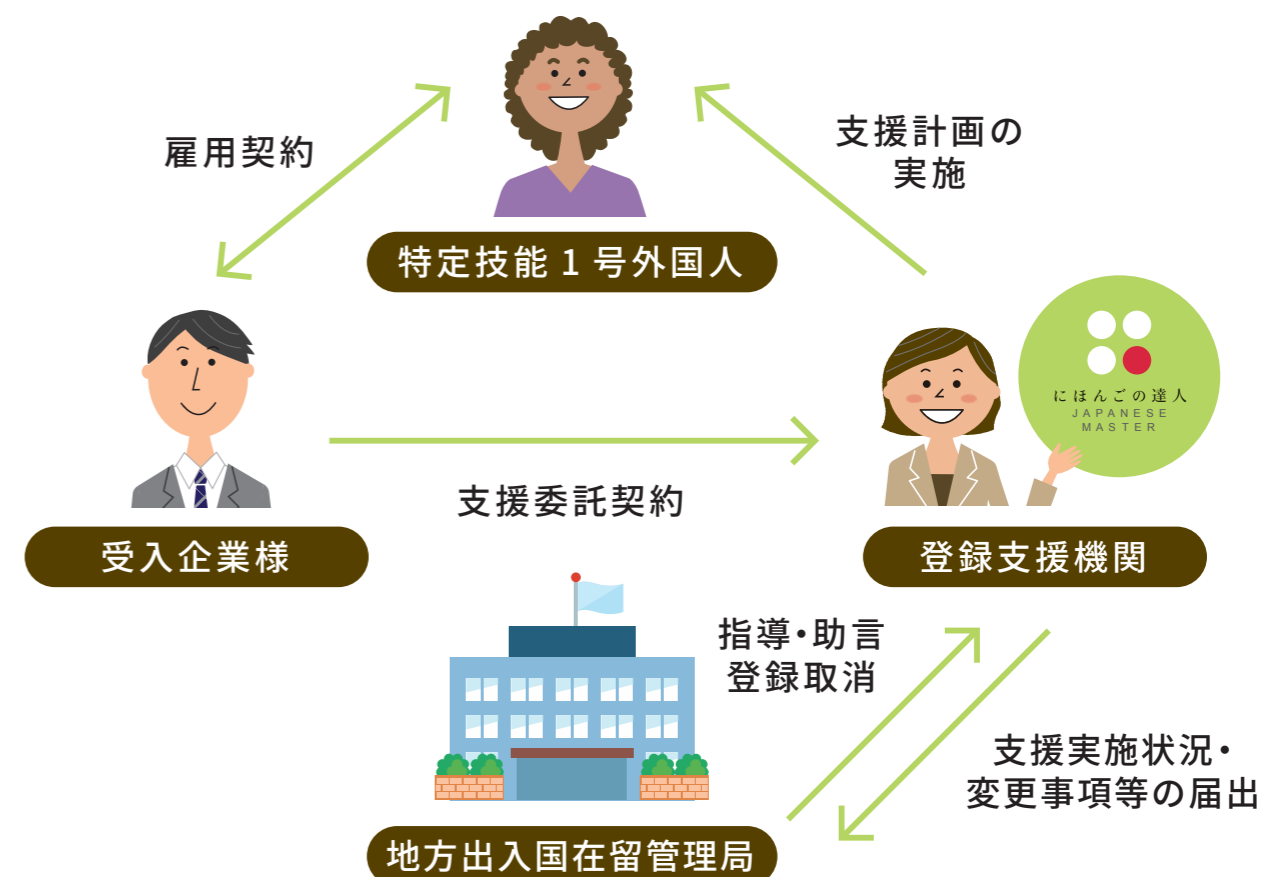 雇用契約
支援計画の
実施
特定技能1号外国人
にほんごの達人
JAPANESE
MASTER
支援委託契約
受入企業様
登録支援機関
指導・助言
登録取消
支援実施状況・
変更事項等の届出
地方出入国在留管理局